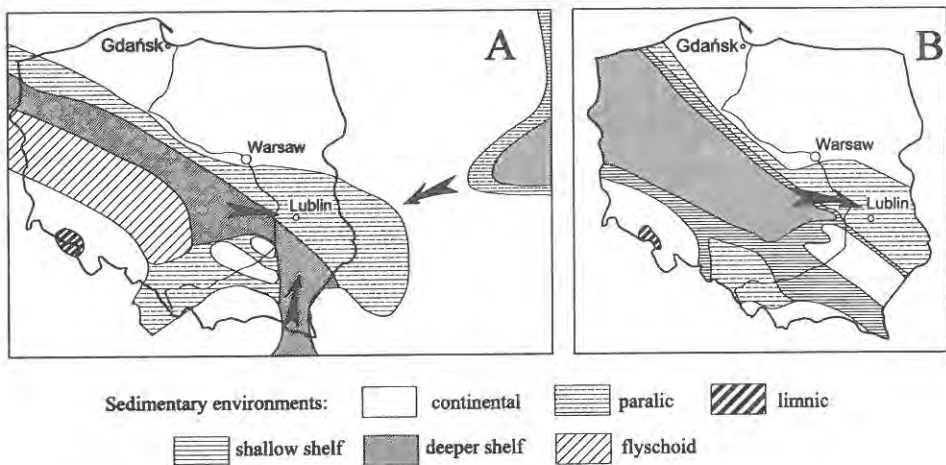 A
Gdańsk
Warsaw
Lublin
B
Gdańsk
Warsaw
Lublin
Sedimentary environments: continental paralic limnic
shallow shelf deeper shelf flyschoid